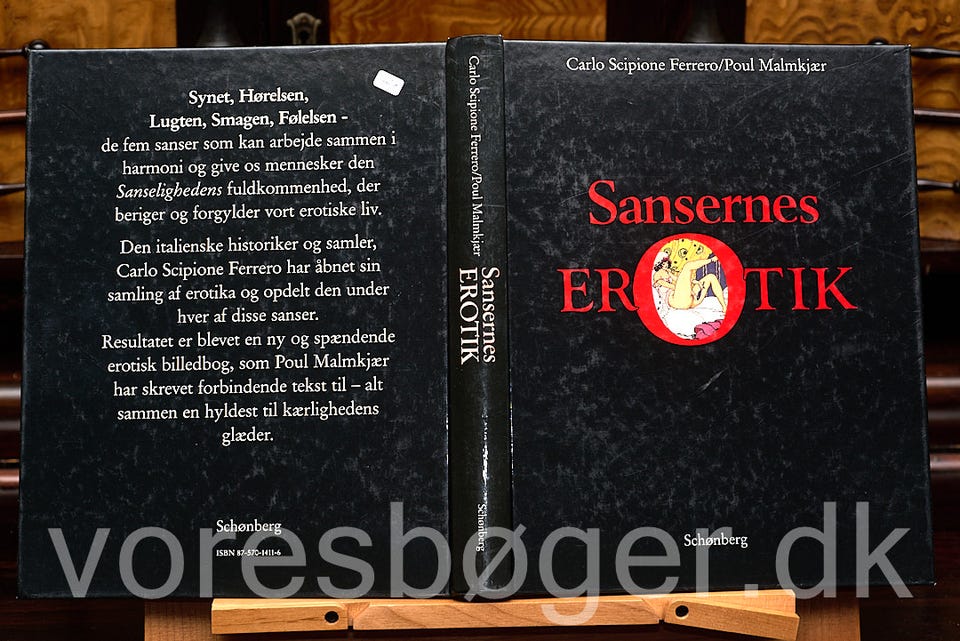 Synet, Hørelsen,
Lugten, Smagen, Følelsen -
de fem sanser som kan arbejde sammen i
harmoni og give os mennesker den
Sanselighedens fuldkommenhed, der
beriger og forgylder vort erotiske liv.
Den italienske historiker og samler,
Carlo Scipione Ferrero har åbnet sin
samling af erotika og opdelt den under
hver af disse sanser.
Resultatet er blevet en ny og spændende
erotisk billedbog, som Poul Malmkjær
har skrevet forbindende tekst til – alt
sammen en hyldest til kærlighedens
glæder.
Schønberg
ISBN 87-570-1411-6
Carlo Scipione Ferrero/Poul Malmkjær
Sansernes
EROTIK
Schønberg
Carlo Scipione Ferrero/Poul Malmkjær
Sansernes
EROTIK
Schønberg
voresbøger.dk